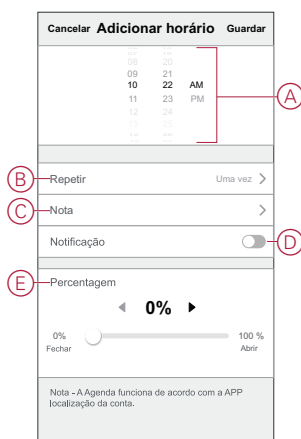 Cancelar Adicionar horário Guardar
08 20
09 21
10 22 AM
11 23 PM
12 24
A
B Repetir Uma vez
C Nota
Notificação D
E Percentagem
0%
0% 100 %
Fechar Abrir
Nota - A Agenda funciona de acordo com a APP
localização da conta.